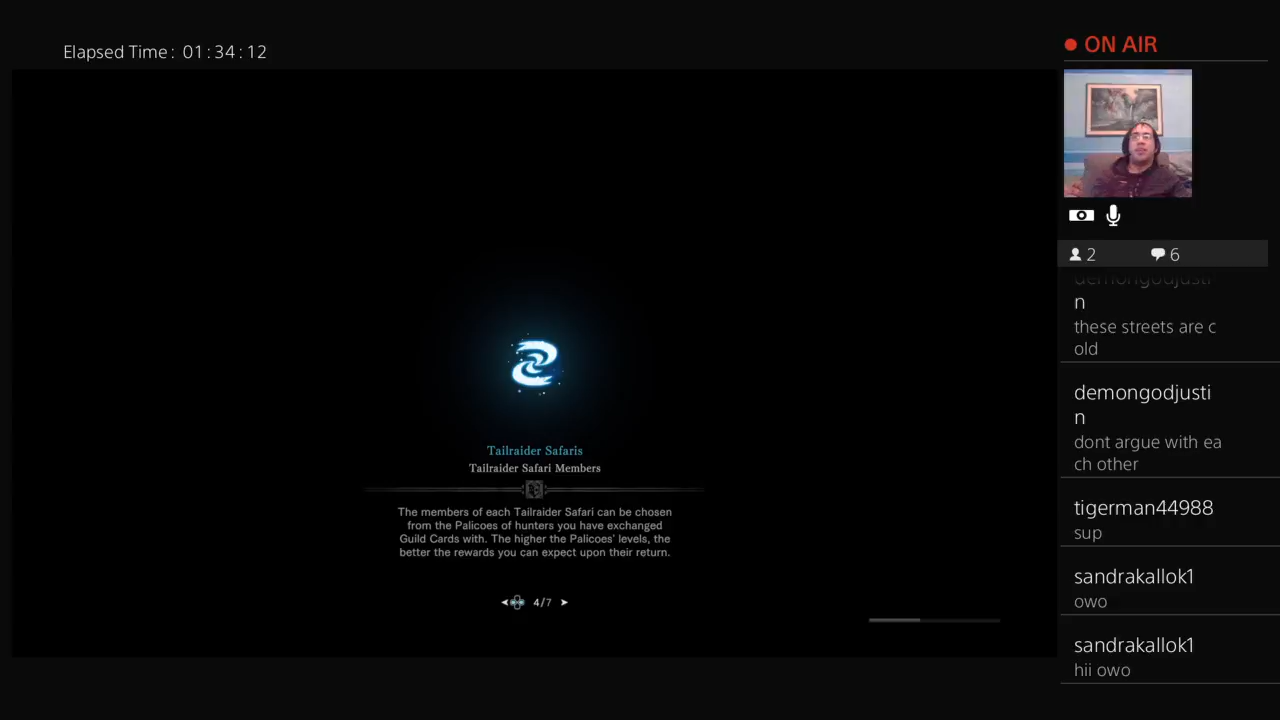 Elapsed Time: 01:34:12
ON AIR
2
6
demongodjusti
n
these streets are c
old
demongodjusti
n
dont argue with ea
ch other
tigerman44988
sup
sandrakallok1
owo
sandrakallok1
hii owo
Tailraider Safaris
Tailraider Safari Members
The members of each Tailraider Safari can be chosen
from the Palicoes of hunters you have exchanged
Guild Cards with. The higher the Palicoes' levels, the
better the rewards you can expect upon their return.
4/7